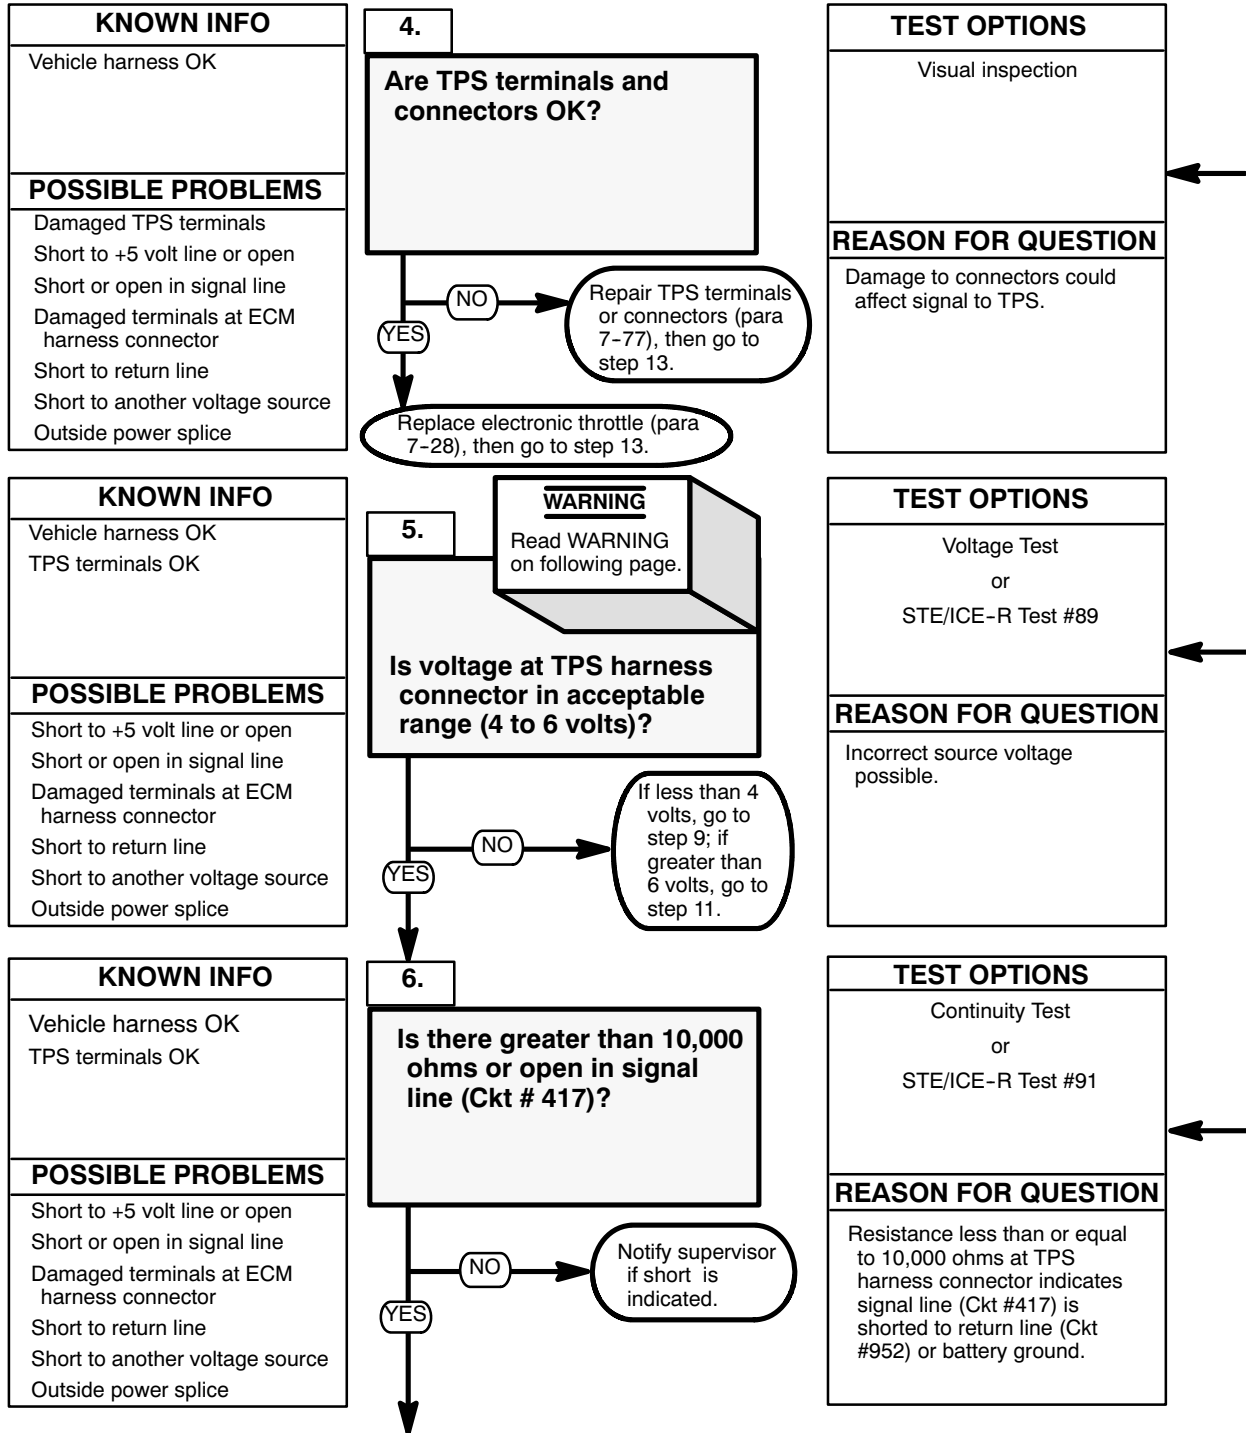 KNOWN INFO
Vehicle harness OK
POSSIBLE PROBLEMS
Damaged TPS terminals
Short to +5 volt line or open
Short or open in signal line
Damaged terminals at ECM
harness connector
Short to return line
Short to another voltage source
Outside power splice
4.
Are TPS terminals and
connectors OK?
NO
Repair TPS terminals
or connectors (para
7-77), then go to
step 13.
YES
Replace electronic throttle (para
7-28), then go to step 13.
TEST OPTIONS
Visual inspection
REASON FOR QUESTION
Damage to connectors could
affect signal to TPS.
KNOWN INFO
Vehicle harness OK
TPS terminals OK
POSSIBLE PROBLEMS
Short to +5 volt line or open
Short or open in signal line
Damaged terminals at ECM
harness connector
Short to return line
Short to another voltage source
Outside power splice
5.
WARNING
Read WARNING
on following page.
Is voltage at TPS harness
connector in acceptable
range (4 to 6 volts)?
NO
If less than 4
volts, go to
step 9; if
greater than
6 volts, go to
step 11.
YES
TEST OPTIONS
Voltage Test
or
STE/ICE-R Test #89
REASON FOR QUESTION
Incorrect source voltage
possible.
KNOWN INFO
Vehicle harness OK
TPS terminals OK
POSSIBLE PROBLEMS
Short to +5 volt line or open
Short or open in signal line
Damaged terminals at ECM
harness connector
Short to return line
Short to another voltage source
Outside power splice
6.
Is there greater than 10,000
ohms or open in signal
line (Ckt # 417)?
NO
Notify supervisor
if short is
indicated.
YES
TEST OPTIONS
Continuity Test
or
STE/ICE-R Test #91
REASON FOR QUESTION
Resistance less than or equal
to 10,000 ohms at TPS
harness connector indicates
signal line (Ckt #417) is
shorted to return line (Ckt
#952) or battery ground.